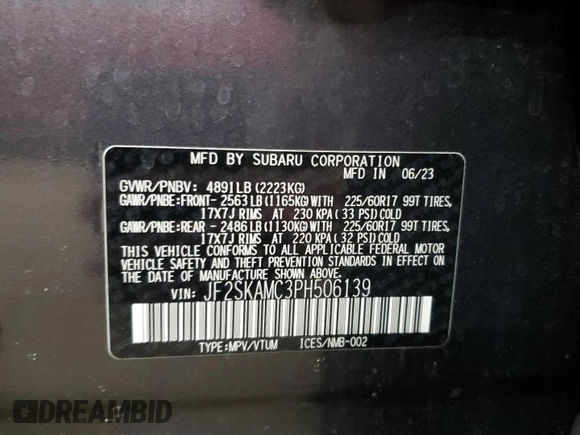 MFD BY SUBARU CORPORATION
MFD IN 06/23
GVWR/PNBV: 4891LB (2223KG)
GAWR/PNBE:FRONT- 2563LB (1165KG) WITH 225/60R17 99T TIRES,
17X7J RIMS AT 230 KPA (33 PSI) COLD
GAWR/PNBE:REAR - 2486LB (1130KG) WITH 225/60R17 99T TIRES,
17X7J RIMS AT 220 KPA (32 PSI) COLD
THIS VEHICLE CONFORMS TO ALL APPLICABLE FEDERAL MOTOR
VEHICLE SAFETY AND THEFT PREVENTION STANDARDS IN EFFECT
ON THE DATE OF MANUFACTURE SHOWN ABOVE.
VIN: JF2SKAMC3PH506139
TYPE:MPV/VTUM ICES/NMB-002
DREAMBID